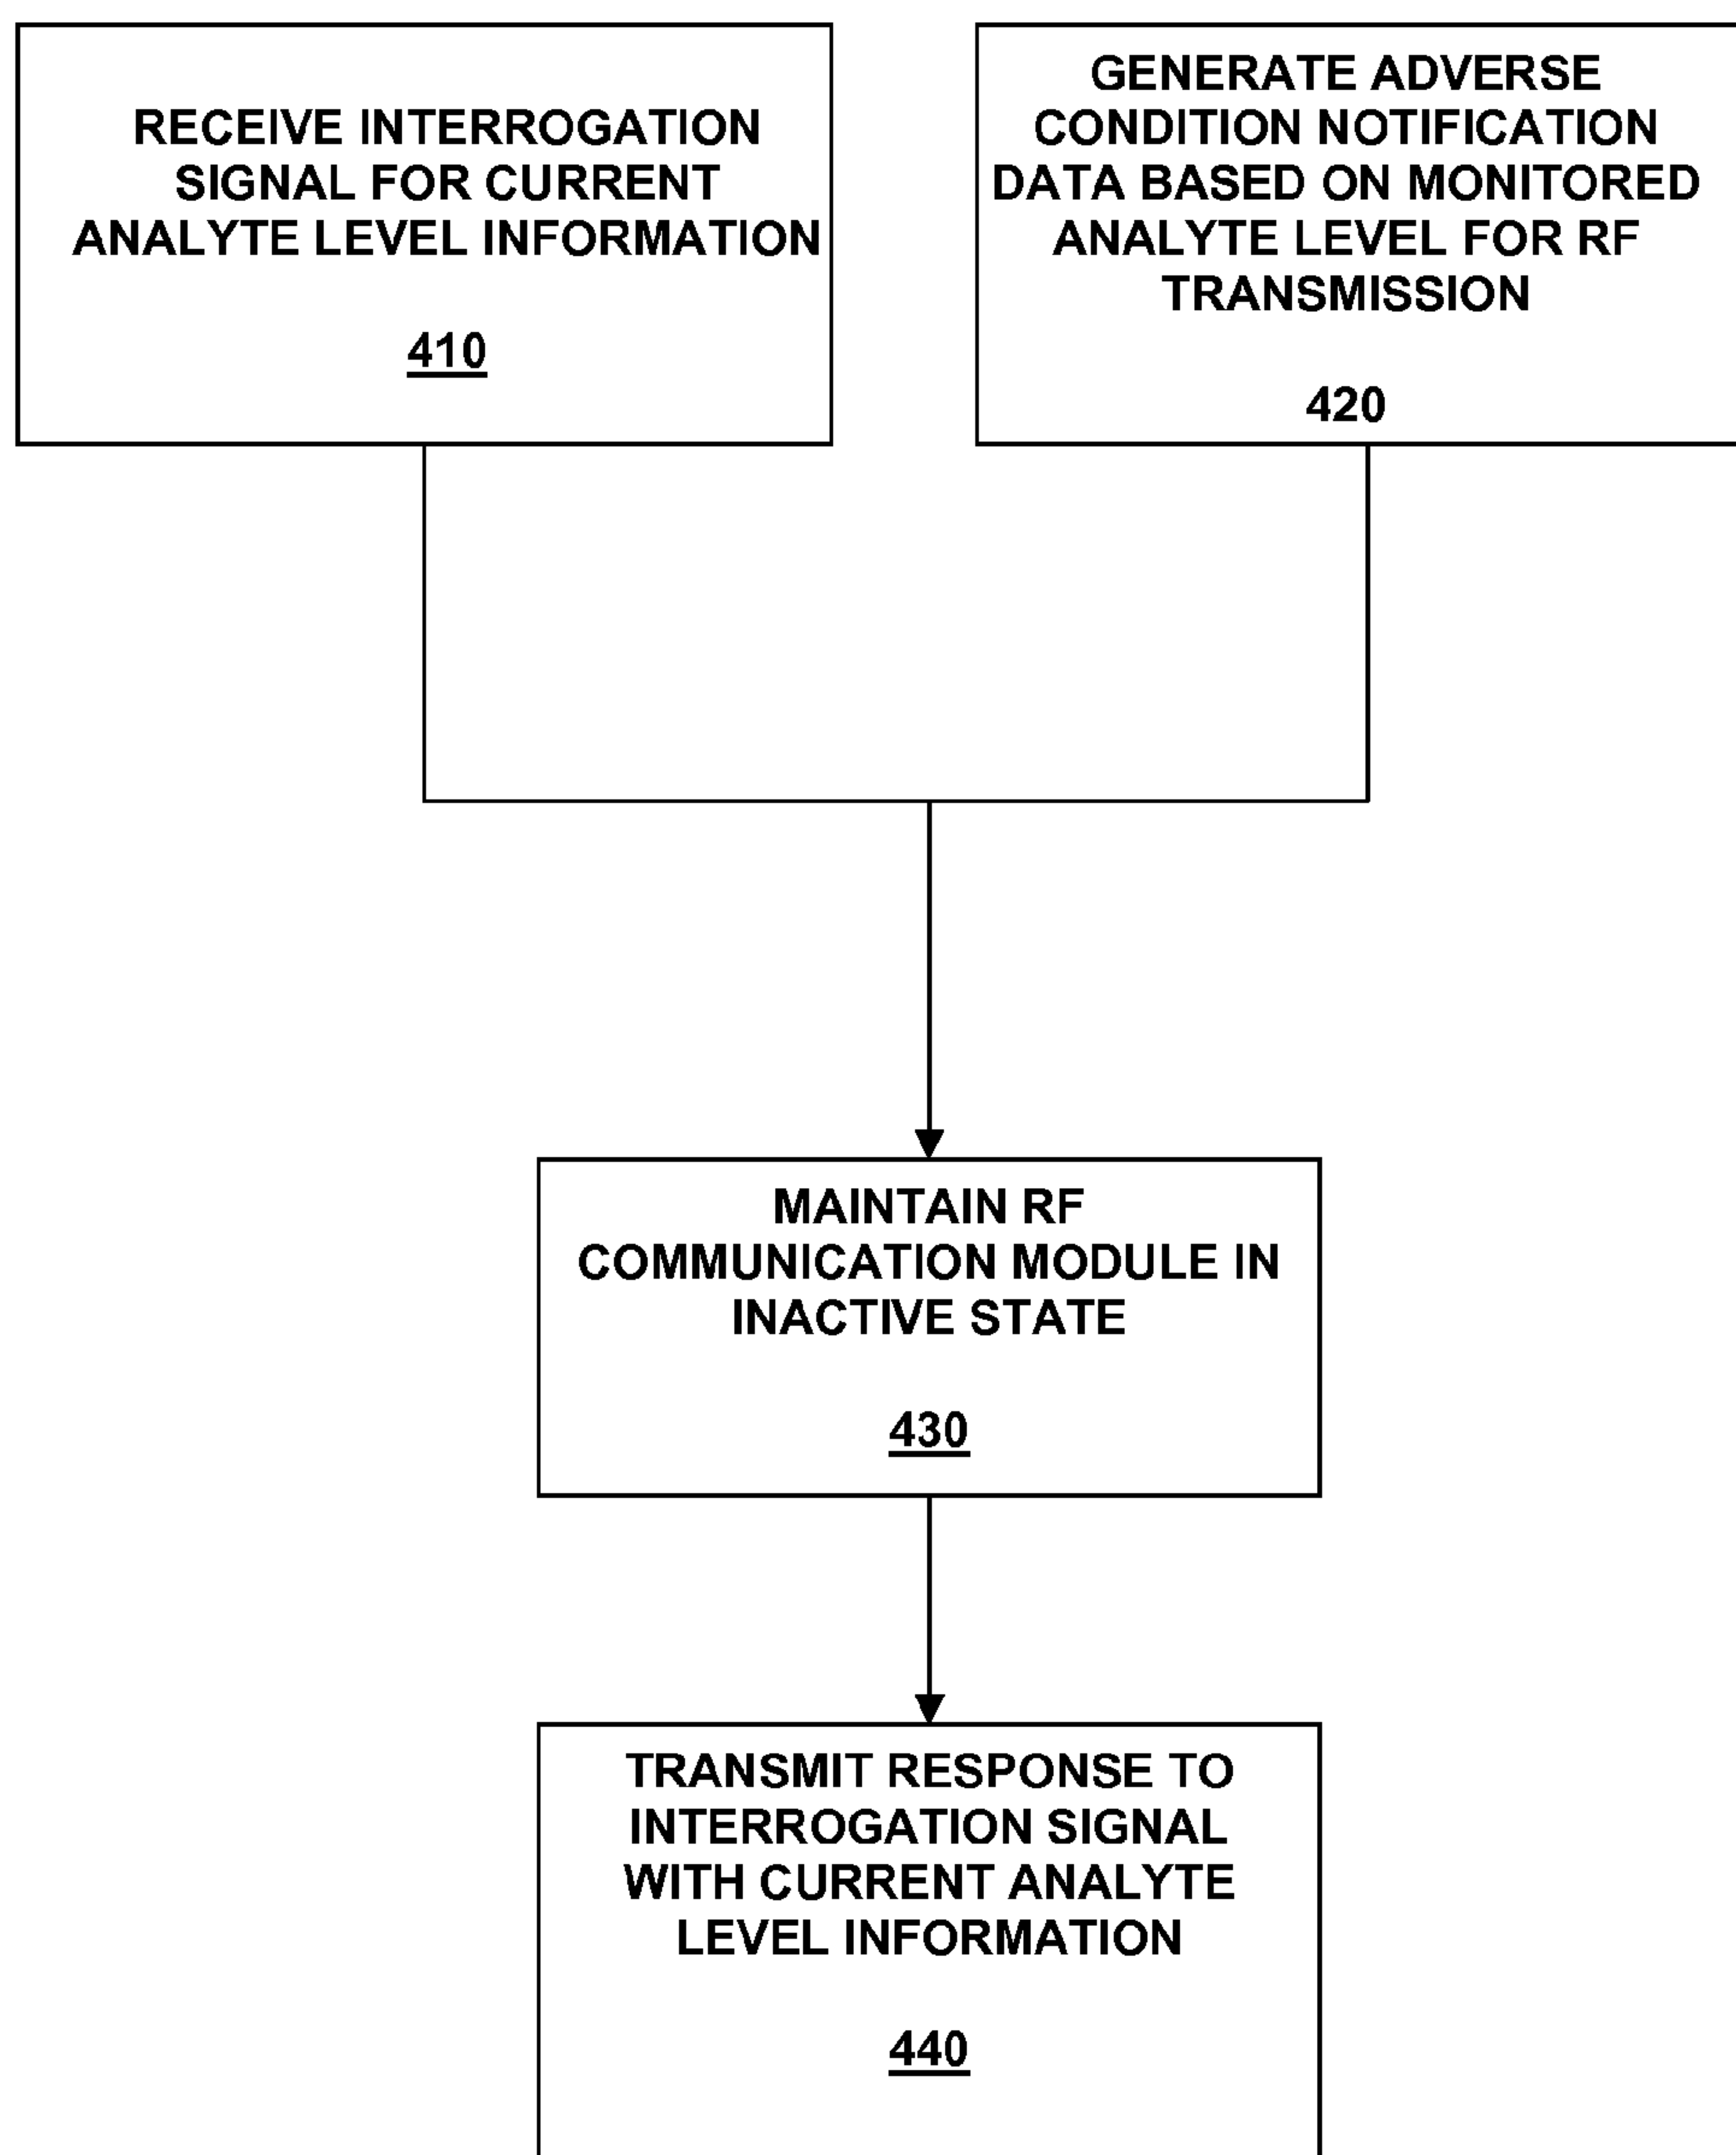 RECEIVE INTERROGATION
SIGNAL FOR CURRENT
ANALYTE LEVEL INFORMATION
410
GENERATE ADVERSE
CONDITION NOTIFICATION
DATA BASED ON MONITORED
ANALYTE LEVEL FOR RF
TRANSMISSION
420
MAINTAIN RF
COMMUNICATION MODULE IN
INACTIVE STATE
430
TRANSMIT RESPONSE TO
INTERROGATION SIGNAL
WITH CURRENT ANALYTE
LEVEL INFORMATION
440